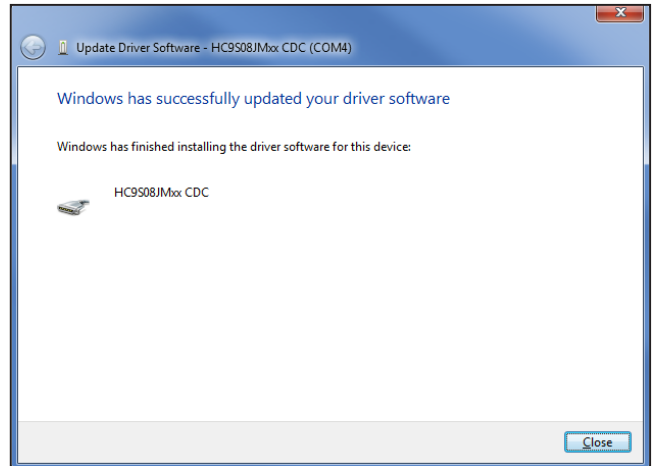 Update Driver Software - HC9S08JMxx CDC (COM4)
Windows has successfully updated your driver software
Windows has finished installing the driver software for this device:
HC9S08JMxx CDC
Close